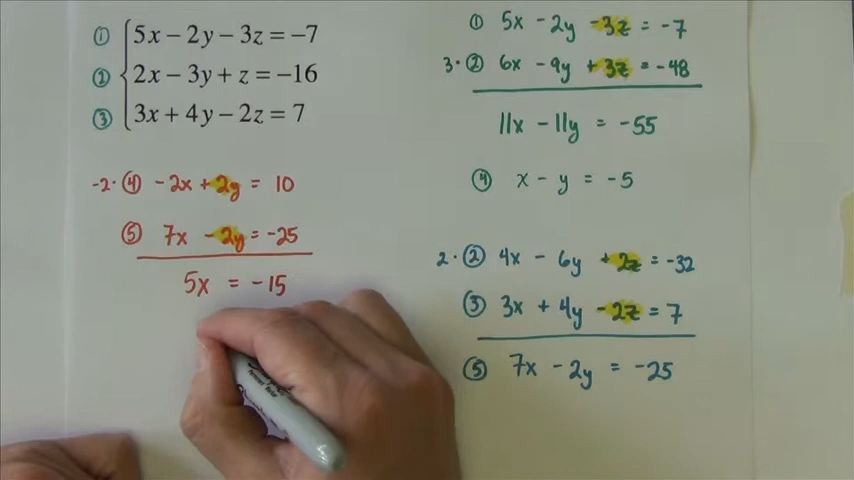 ① 5x − 2y − 3z = −7
② 2x − 3y + z = −16
③ 3x + 4y − 2z = 7
-2· ④ -2x + 2y = 10
⑤ 7x - 2y = -25
5x = -15
① 5x - 2y - 3z = -7
3· ② 6x - 9y + 3z = -48
11x - 11y = -55
④ x - y = -5
2· ② 4x - 6y + 2z = -32
③ 3x + 4y - 2z = 7
⑤ 7x - 2y = -25